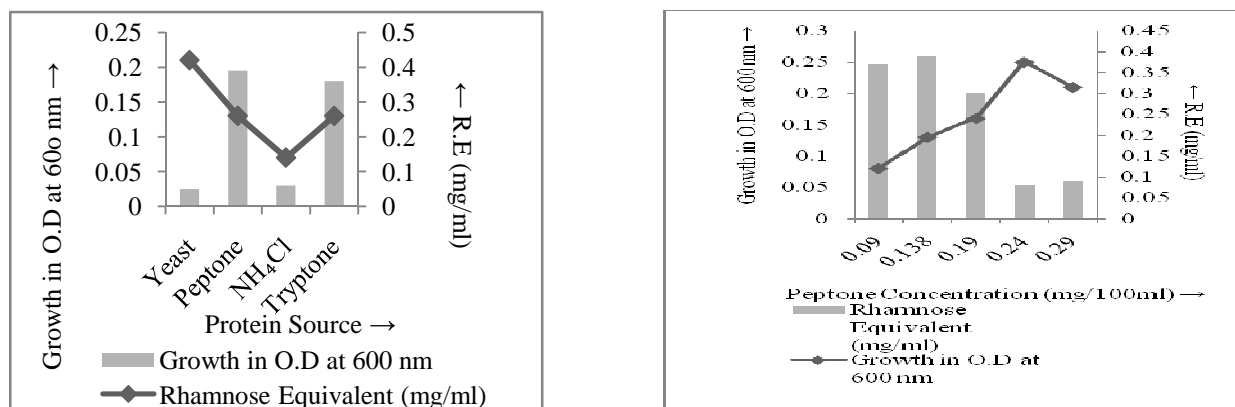 0.25
0.2
0.15
0.1
0.05
0
0.5
0.4
0.3
0.2
0.1
0
Growth in O.D at 60o nm →
← R.E (mg/ml)
Yeast
Peptone
NH₄Cl
Tryptone
Protein Source →
Growth in O.D at 600 nm
Rhamnose Equivalent (mg/ml)
0.3
0.25
0.2
0.15
0.1
0.05
0
0.45
0.4
0.35
0.3
0.25
0.2
0.15
0.1
0.05
0
Growth in O.D at 600nm →
← R.E (mg/ml)
0.09
0.138
0.19
0.24
0.29
Peptone Concentration (mg/100ml) →
Rhamnose
Equivalent
(mg/ml)
Growth in O.D at
600 nm